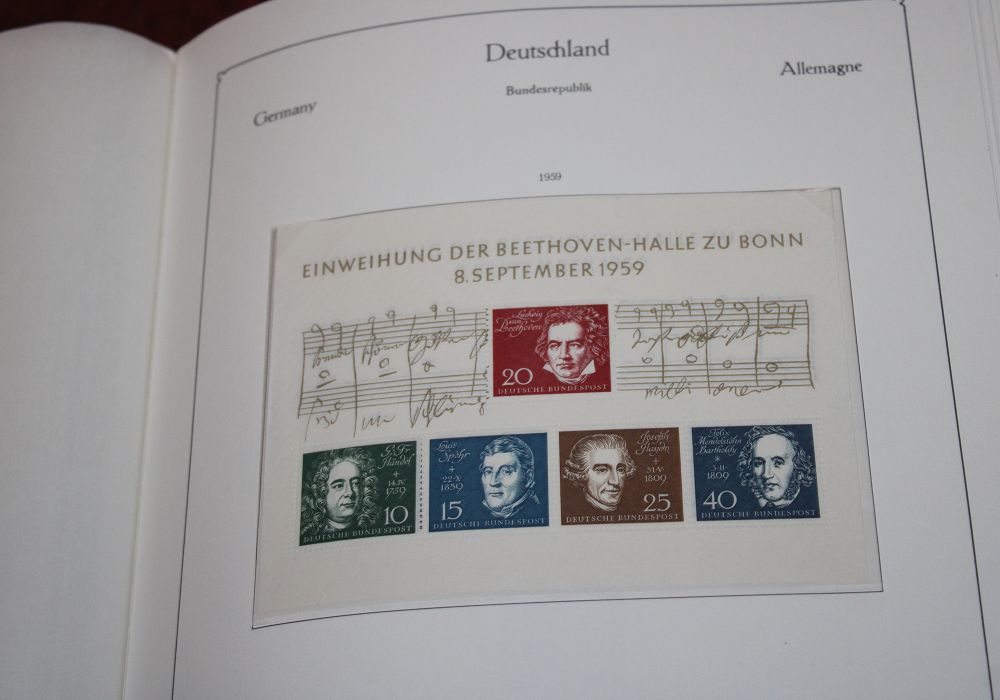 Deutschland
Bundesrepublik
Germany
Allemagne
1959
EINWEIHUNG DER BEETHOVEN-HALLE ZU BONN
8. SEPTEMBER 1959
Ludwig
van
Beethoven
20
DEUTSCHE BUNDESPOST
G. Fr.
Händel
+
14.IV.
1759
10
DEUTSCHE BUNDESPOST
Louis
Spohr
+
22·X·
1859
15
DEUTSCHE BUNDESPOST
Joseph
Haydn
+
31·V·
1809
25
DEUTSCHE BUNDESPOST
Felix
Mendelssohn
Bartholdy
*
3·II·
1809
40
DEUTSCHE BUNDESPOST